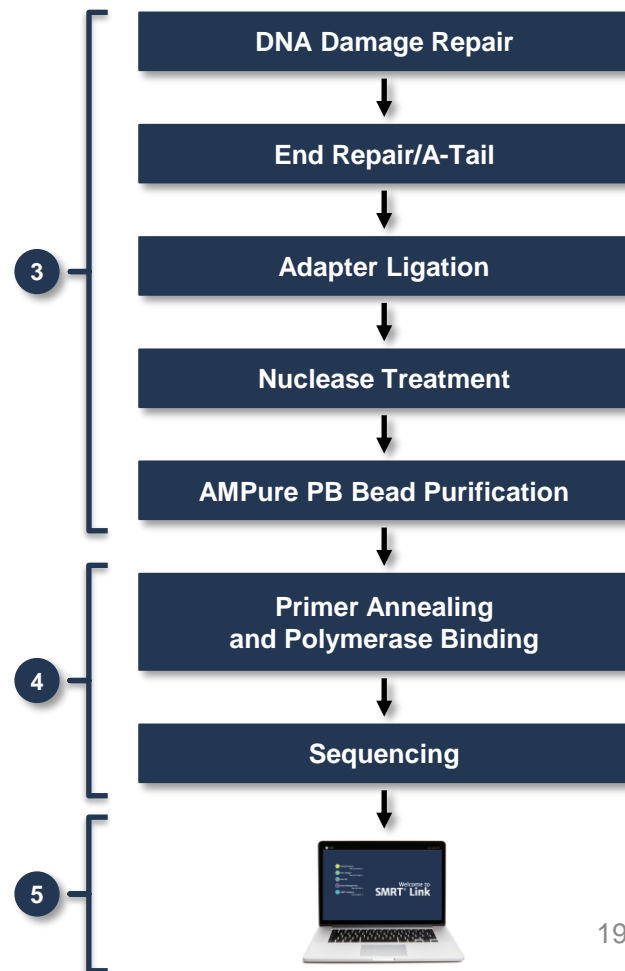 DNA Damage Repair
End Repair/A-Tail
3
Adapter Ligation
Nuclease Treatment
AMPure PB Bead Purification
Primer Annealing
and Polymerase Binding
4
Sequencing
5
Welcome to
SMRT® Link
19